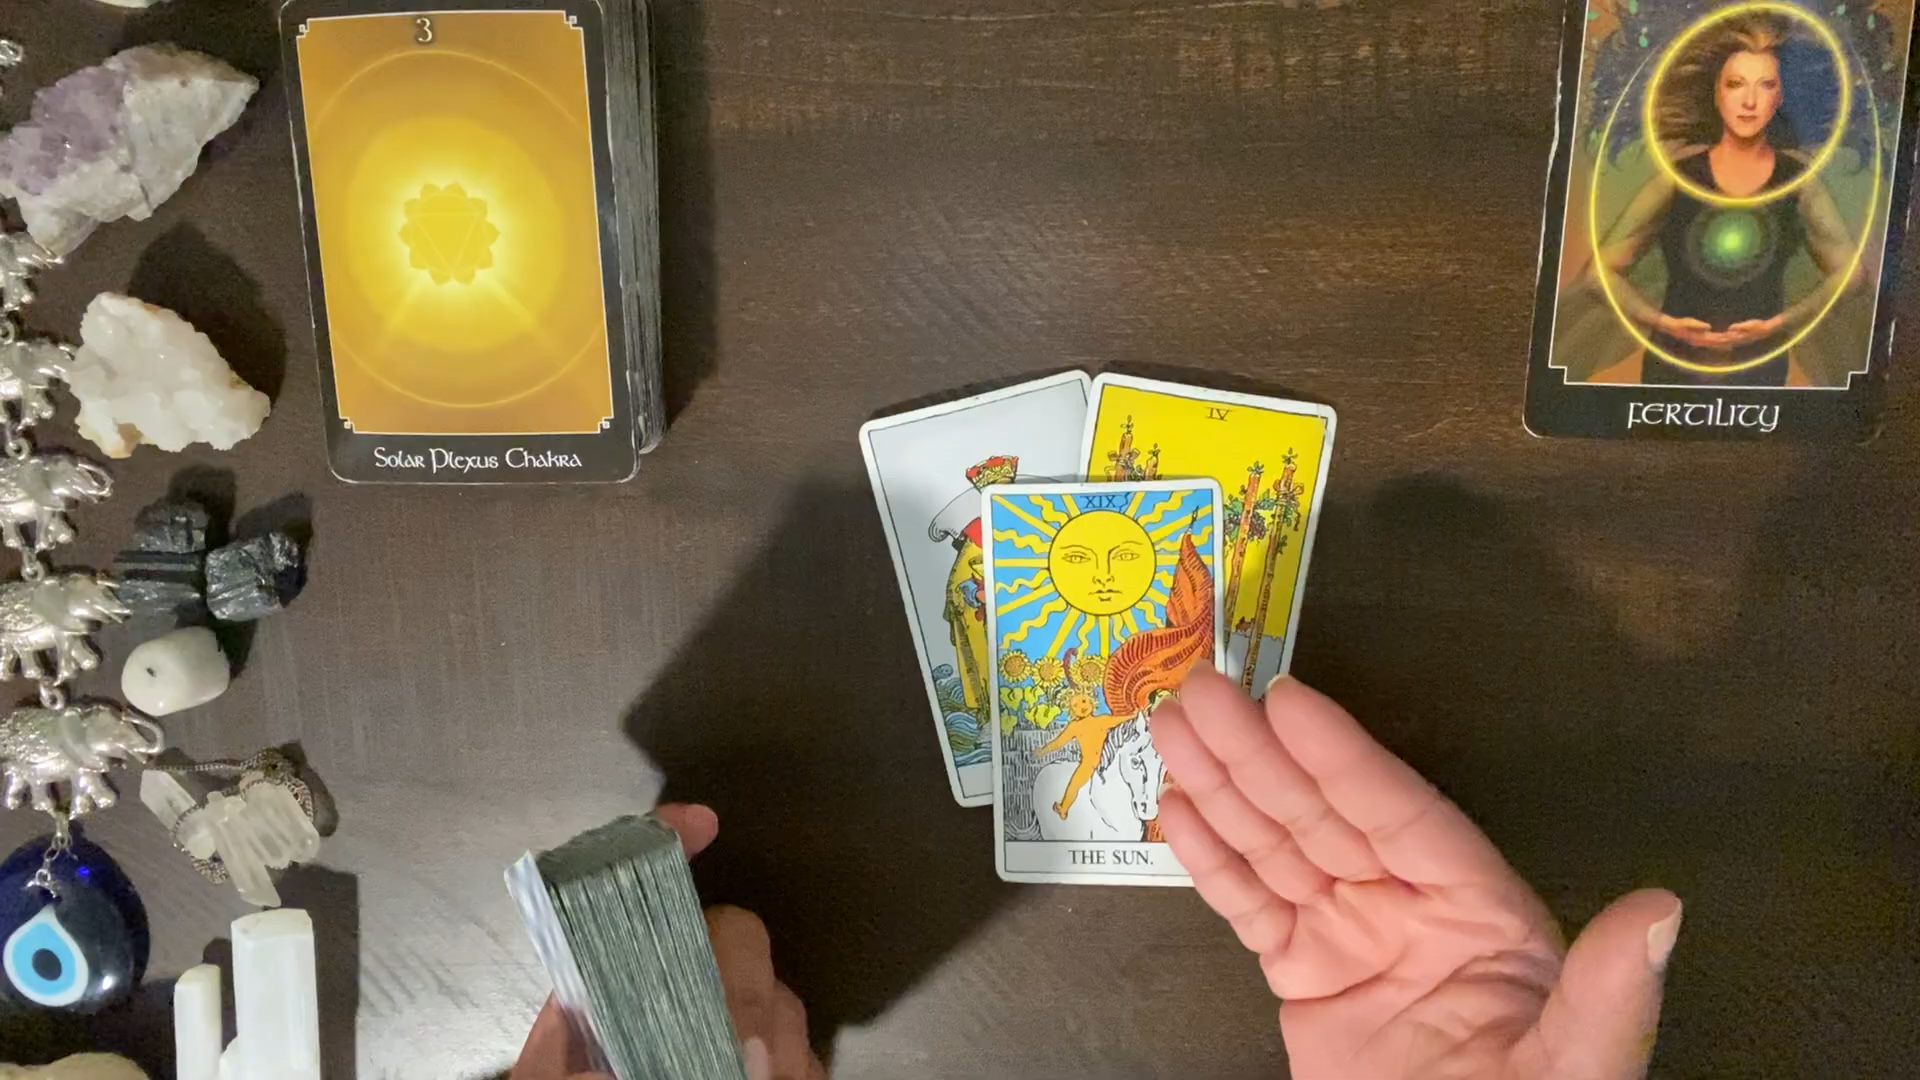 3
Solar Plexus Chakra
FERTILITY
IV
XIX
THE SUN.